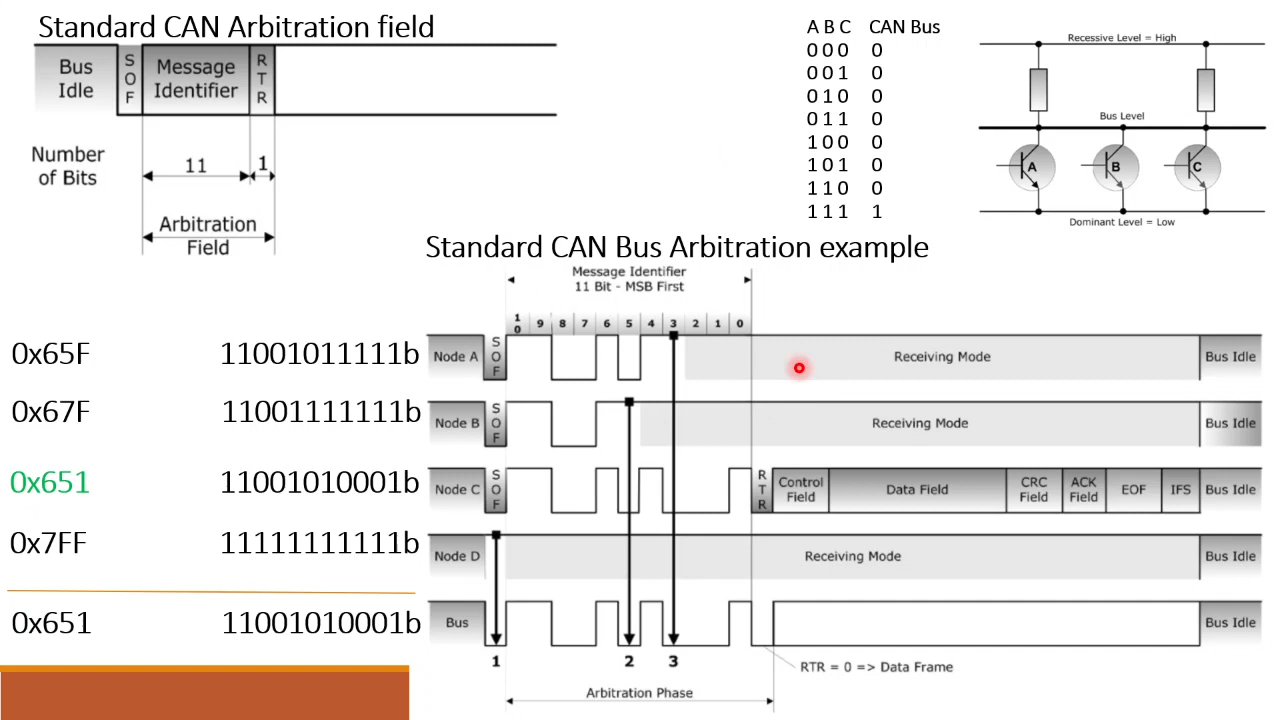 Standard CAN Arbitration field
Bus Idle
S O F
Message Identifier
R T R
Number of Bits
11
1
Arbitration Field
A B C CAN Bus
0 0 0 0
0 0 1 0
0 1 0 0
0 1 1 0
1 0 0 0
1 0 1 0
1 1 0 0
1 1 1 1
Recessive Level = High
Bus Level
A B C
Dominant Level = Low
Standard CAN Bus Arbitration example
Message Identifier
11 Bit - MSB First
10 9 8 7 6 5 4 3 2 1 0
0x65F 11001011111b
Node A S O F Receiving Mode Bus Idle
0x67F 11001111111b
Node B S O F Receiving Mode Bus Idle
0x651 11001010001b
Node C S O F R T R Control Field Data Field CRC Field ACK Field EOF IFS Bus Idle
0x7FF 11111111111b
Node D Receiving Mode Bus Idle
0x651 11001010001b
Bus Bus Idle
1 2 3
RTR = 0 => Data Frame
Arbitration Phase